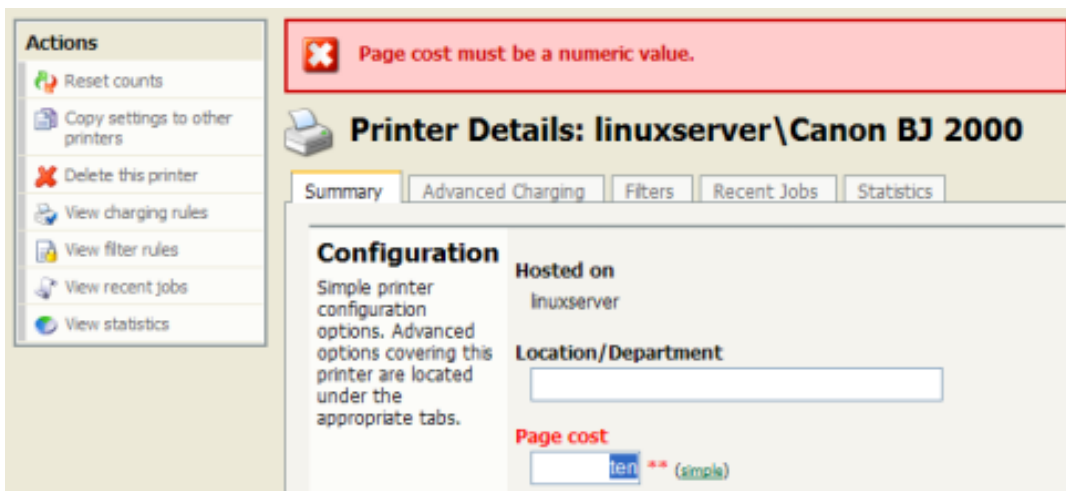 Actions
Reset counts
Copy settings to other
printers
Delete this printer
View charging rules
View filter rules
View recent jobs
View statistics
Page cost must be a numeric value.
Printer Details: linuxserver\Canon BJ 2000
Summary
Advanced Charging
Filters
Recent Jobs
Statistics
Configuration
Simple printer
configuration
options. Advanced
options covering this
printer are located
under the
appropriate tabs.
Hosted on
linuxserver
Location/Department
Page cost
ten ** (simple)